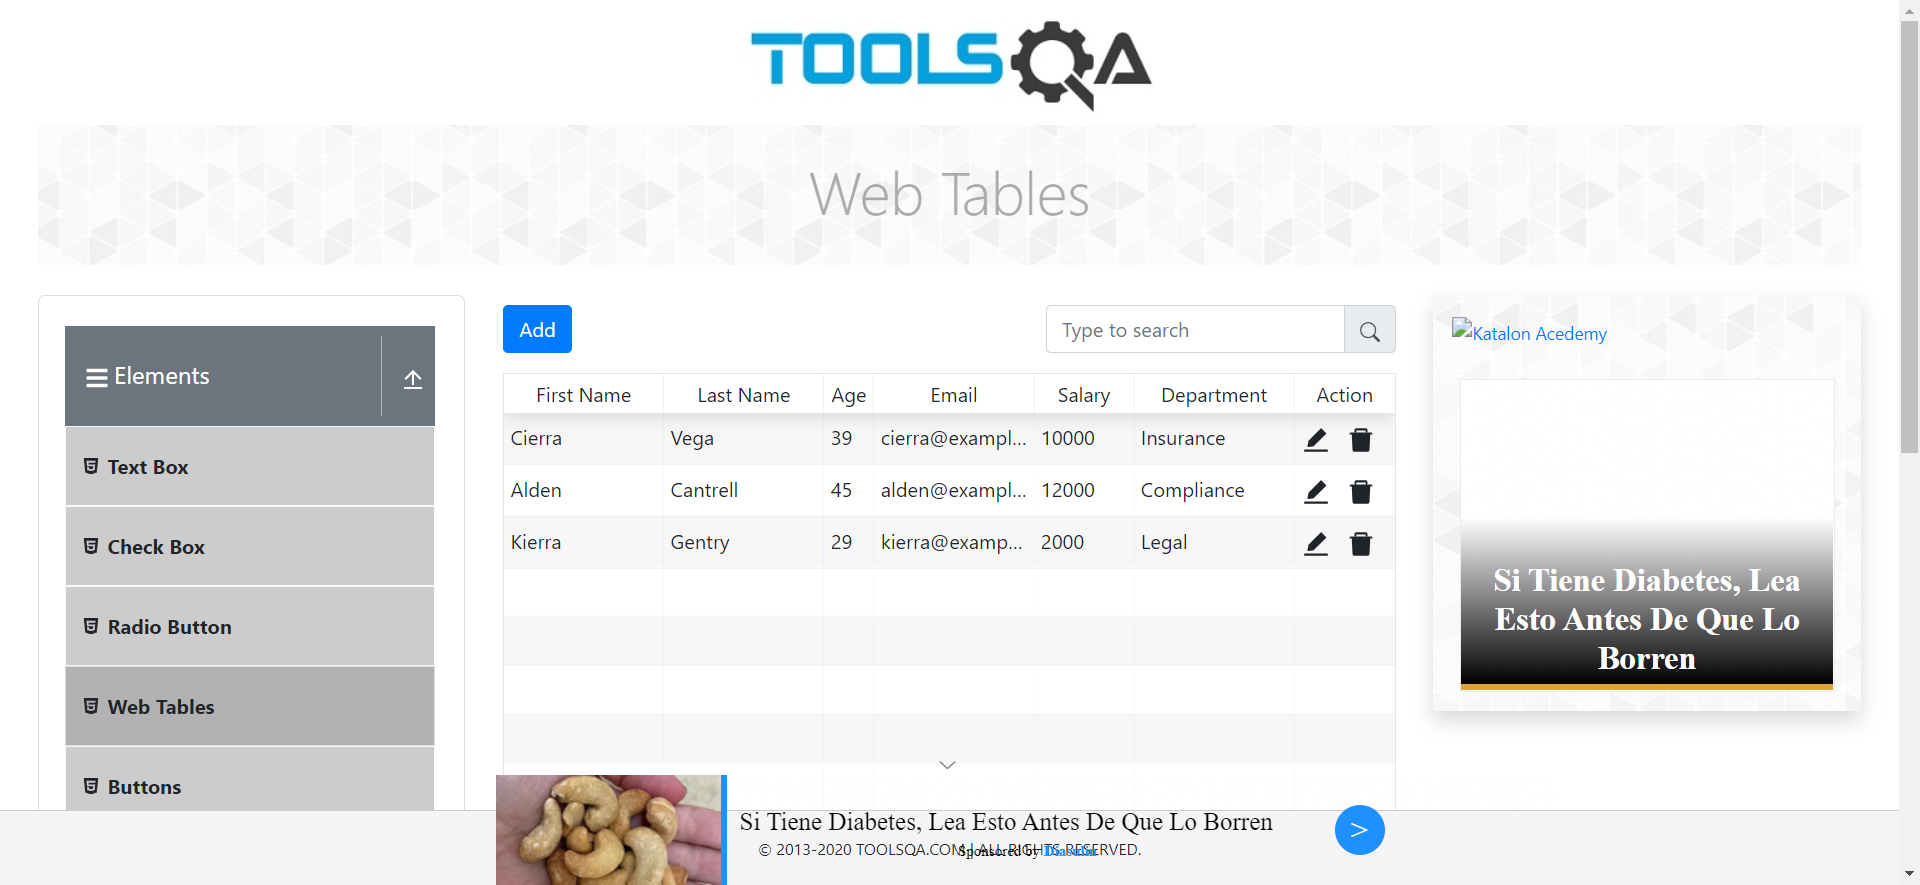 TOOLSQA
Web Tables
Elements
Text Box
Check Box
Radio Button
Web Tables
Buttons
Add
Type to search
First Name Last Name Age Email Salary Department Action
Cierra Vega 39 cierra@exampl... 10000 Insurance
Alden Cantrell 45 alden@exampl... 12000 Compliance
Kierra Gentry 29 kierra@examp... 2000 Legal
Katalon Acedemy
Si Tiene Diabetes, Lea
Esto Antes De Que Lo
Borren
Si Tiene Diabetes, Lea Esto Antes De Que Lo Borren
© 2013-2020 TOOLSQA.COM | ALL RIGHTS RESERVED.
Sponsored by